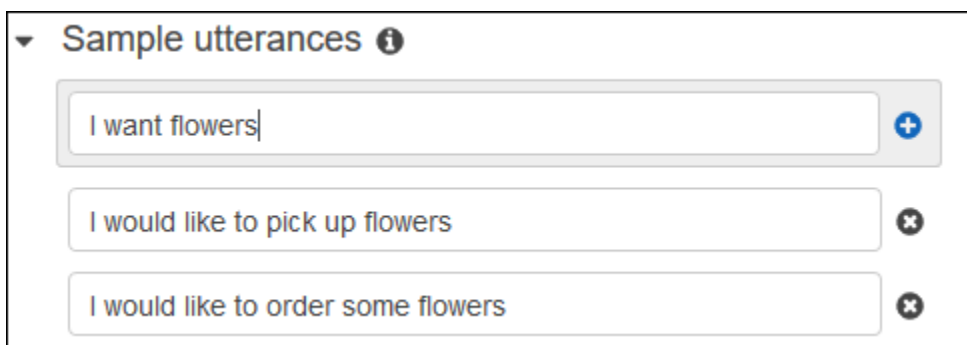 Sample utterances
I want flowers
I would like to pick up flowers
I would like to order some flowers